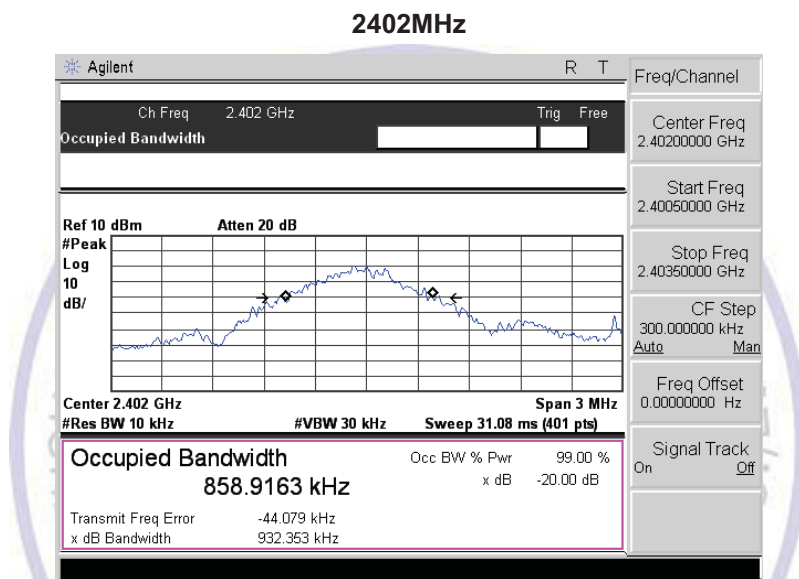 2402MHz
Agilent R T
Ch Freq 2.402 GHz Trig Free
Occupied Bandwidth
Ref 10 dBm Atten 20 dB
#Peak
Log
10
dB/
Center 2.402 GHz Span 3 MHz
#Res BW 10 kHz #VBW 30 kHz Sweep 31.08 ms (401 pts)
Occupied Bandwidth
858.9163 kHz
Occ BW % Pwr 99.00 %
x dB -20.00 dB
Transmit Freq Error -44.079 kHz
x dB Bandwidth 932.353 kHz
Freq/Channel
Center Freq
2.40200000 GHz
Start Freq
2.40050000 GHz
Stop Freq
2.40350000 GHz
CF Step
300.000000 kHz
Auto Man
Freq Offset
0.00000000 Hz
Signal Track
On Off